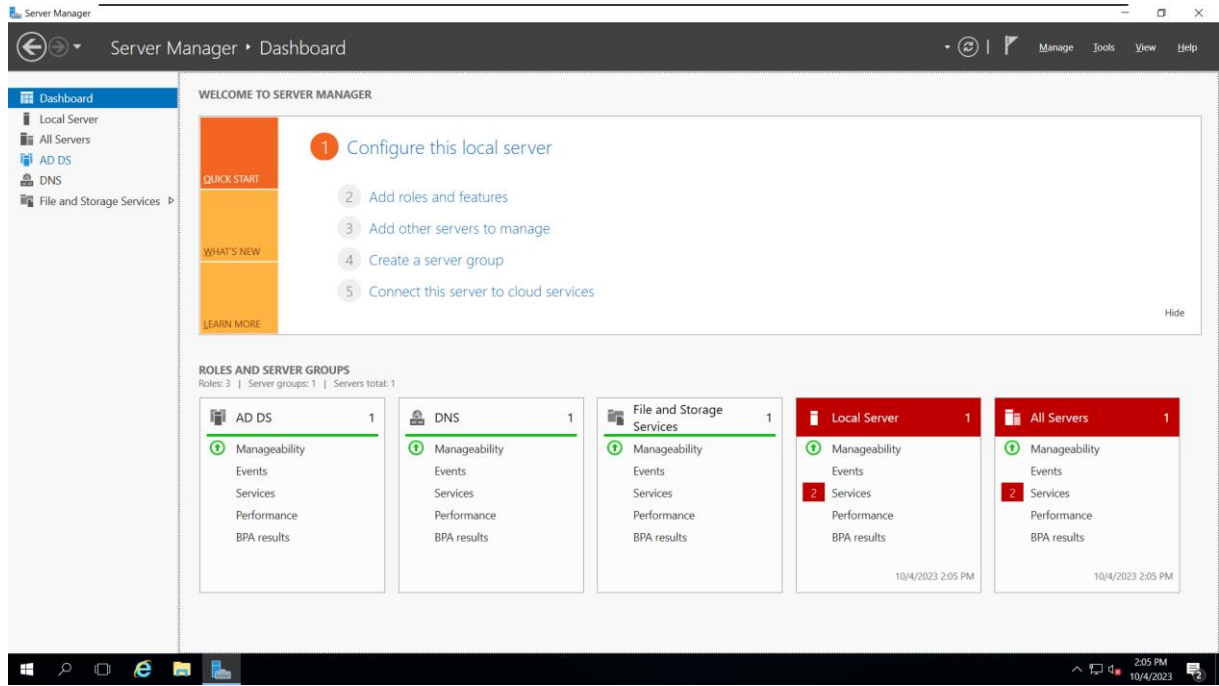 Server Manager
Server Manager • Dashboard
Manage Tools View Help
Dashboard
Local Server
All Servers
AD DS
DNS
File and Storage Services
WELCOME TO SERVER MANAGER
QUICK START
WHAT'S NEW
LEARN MORE
1 Configure this local server
2 Add roles and features
3 Add other servers to manage
4 Create a server group
5 Connect this server to cloud services
Hide
ROLES AND SERVER GROUPS
Roles: 3 | Server groups: 1 | Servers total: 1
AD DS 1
Manageability
Events
Services
Performance
BPA results
DNS 1
Manageability
Events
Services
Performance
BPA results
File and Storage
Services 1
Manageability
Events
Services
Performance
BPA results
Local Server 1
Manageability
Events
2 Services
Performance
BPA results
10/4/2023 2:05 PM
All Servers 1
Manageability
Events
2 Services
Performance
BPA results
10/4/2023 2:05 PM
2:05 PM
10/4/2023
2